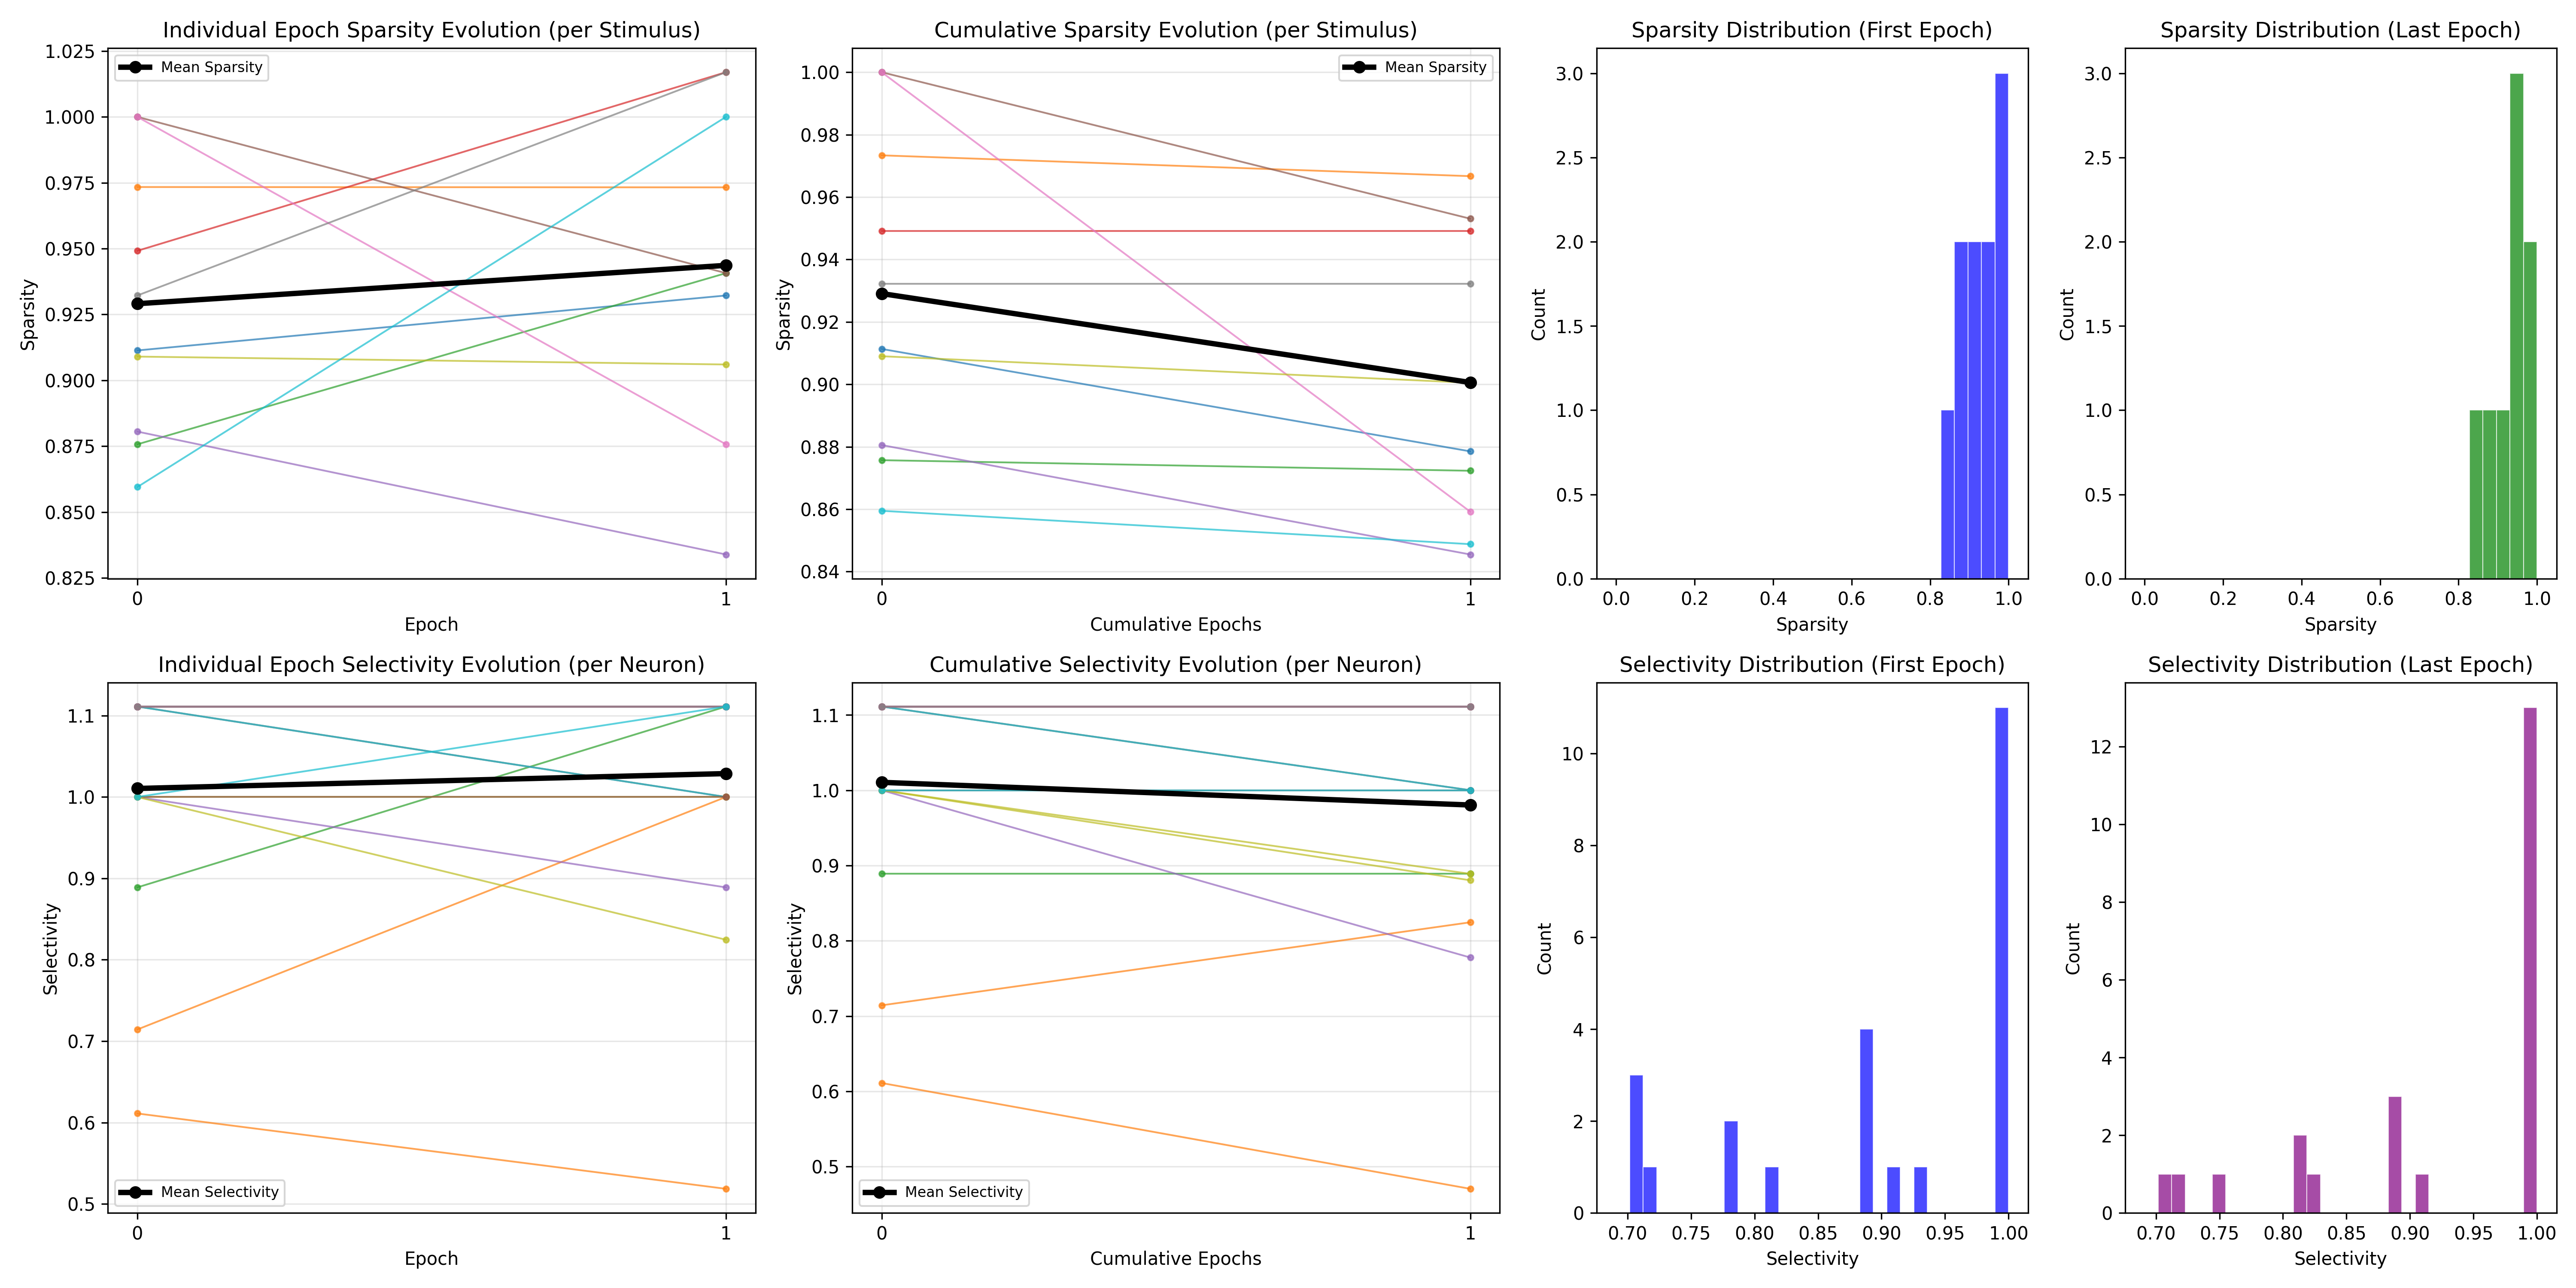 Individual Epoch Sparsity Evolution (per Stimulus)
1.025
1.000
0.975
0.950
0.925
0.900
0.875
0.850
0.825
Sparsity
Mean Sparsity
0 1
Epoch
Cumulative Sparsity Evolution (per Stimulus)
1.00
0.98
0.96
0.94
0.92
0.90
0.88
0.86
0.84
Sparsity
Mean Sparsity
0 1
Cumulative Epochs
Sparsity Distribution (First Epoch)
3.0
2.5
2.0
1.5
1.0
0.5
0.0
Count
0.0 0.2 0.4 0.6 0.8 1.0
Sparsity
Sparsity Distribution (Last Epoch)
3.0
2.5
2.0
1.5
1.0
0.5
0.0
Count
0.0 0.2 0.4 0.6 0.8 1.0
Sparsity
Individual Epoch Selectivity Evolution (per Neuron)
1.1
1.0
0.9
0.8
0.7
0.6
0.5
Selectivity
Mean Selectivity
0 1
Epoch
Cumulative Selectivity Evolution (per Neuron)
1.1
1.0
0.9
0.8
0.7
0.6
0.5
Selectivity
Mean Selectivity
0 1
Cumulative Epochs
Selectivity Distribution (First Epoch)
10
8
6
4
2
0
Count
0.70 0.75 0.80 0.85 0.90 0.95 1.00
Selectivity
Selectivity Distribution (Last Epoch)
12
10
8
6
4
2
0
Count
0.70 0.75 0.80 0.85 0.90 0.95 1.00
Selectivity